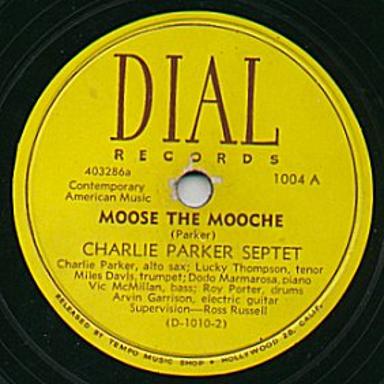 DIAL
RECORDS
403286a
1004 A
Contemporary
American Music
MOOSE THE MOOCHE
(Parker)
CHARLIE PARKER SEPTET
Charlie Parker, alto sax; Lucky Thompson, tenor
Miles Davis, trumpet; Dodo Marmarosa, piano
Vic McMillan, bass; Roy Porter, drums
Arvin Garrison, electric guitar
Supervision—Ross Russell
(D-1010-2)
RELEASED BY TEMPO MUSIC SHOP • HOLLYWOOD 28, CALIF.